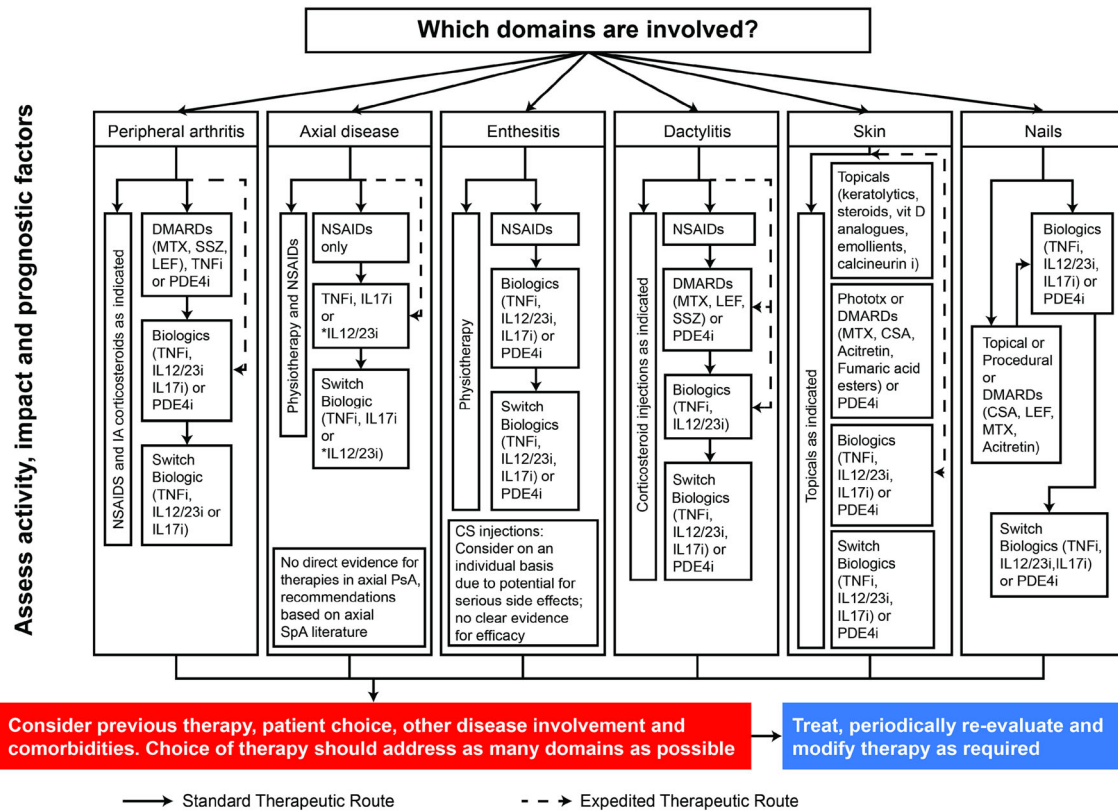 Which domains are involved?
Assess activity, impact and prognostic factors
Peripheral arthritis
NSAIDS and IA corticosteroids as indicated
DMARDs
(MTX, SSZ,
LEF), TNFi
or PDE4i
Biologics
(TNFi,
IL12/23i
IL17i) or
PDE4i
Switch
Biologic
(TNFi,
IL12/23i or
IL17i)
Axial disease
Physiotherapy and NSAIDs
NSAIDs
only
TNFi, IL17i
or
*IL12/23i
Switch
Biologic
(TNFi, IL17i
or
*IL12/23i)
No direct evidence for
therapies in axial PsA,
recommendations
based on axial
SpA literature
Enthesitis
Physiotherapy
NSAIDs
Biologics
(TNFi,
IL12/23i,
IL17i) or
PDE4i
Switch
Biologics
(TNFi,
IL12/23i,
IL17i) or
PDE4i
CS injections:
Consider on an
individual basis
due to potential for
serious side effects;
no clear evidence
for efficacy
Dactylitis
Corticosteroid injections as indicated
NSAIDs
DMARDs
(MTX, LEF,
SSZ) or
PDE4i
Biologics
(TNFi,
IL12/23i)
Switch
Biologics
(TNFi,
IL12/23i,
IL17i) or
PDE4i
Skin
Topicals as indicated
Topicals
(keratolytics,
steroids, vit D
analogues,
emollients,
calcineurin i)
Phototx or
DMARDs
(MTX, CSA,
Acitretin,
Fumaric acid
esters) or
PDE4i
Biologics
(TNFi,
IL12/23i,
IL17i) or
PDE4i
Switch
Biologics
(TNFi,
IL12/23i,
IL17i) or
PDE4i
Nails
Biologics
(TNFi,
IL12/23i,
IL17i) or
PDE4i
Topical or
Procedural
or
DMARDs
(CSA, LEF,
MTX,
Acitretin)
Switch
Biologics (TNFi,
IL12/23i,IL17i)
or PDE4i
Consider previous therapy, patient choice, other disease involvement and
comorbidities. Choice of therapy should address as many domains as possible
Treat, periodically re-evaluate and
modify therapy as required
Standard Therapeutic Route
Expedited Therapeutic Route